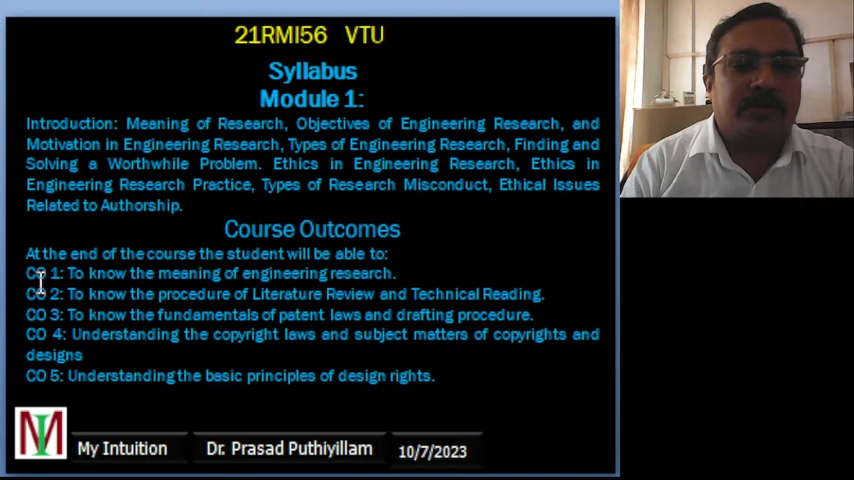 21RMI56 VTU
Syllabus
Module 1:
Introduction: Meaning of Research, Objectives of Engineering Research, and
Motivation in Engineering Research, Types of Engineering Research, Finding and
Solving a Worthwhile Problem. Ethics in Engineering Research, Ethics in
Engineering Research Practice, Types of Research Misconduct, Ethical Issues
Related to Authorship.
Course Outcomes
At the end of the course the student will be able to:
CO 1: To know the meaning of engineering research.
CO 2: To know the procedure of Literature Review and Technical Reading.
CO 3: To know the fundamentals of patent laws and drafting procedure.
CO 4: Understanding the copyright laws and subject matters of copyrights and
designs
CO 5: Understanding the basic principles of design rights.
MI
My Intuition
Dr. Prasad Puthiyillam
10/7/2023